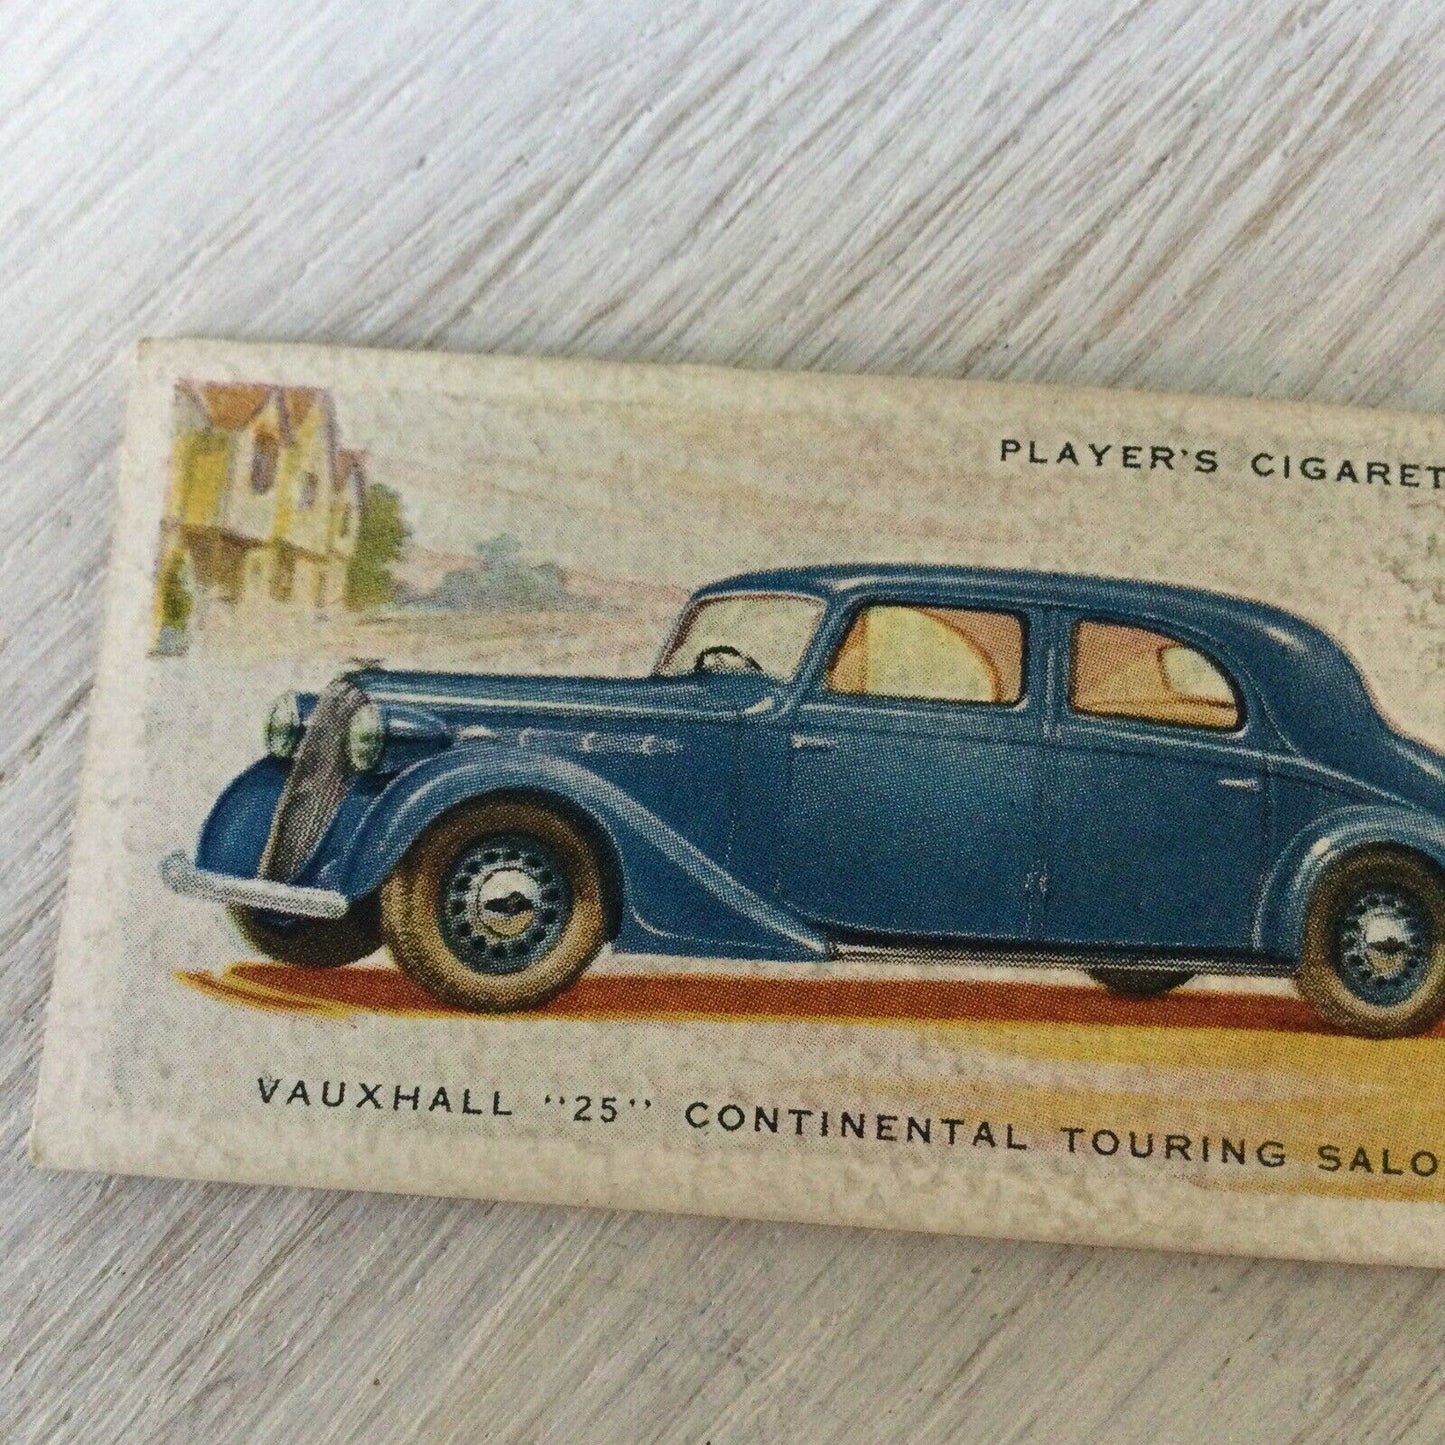 PLAYER'S CIGARET
VAUXHALL "25" CONTINENTAL TOURING SALO